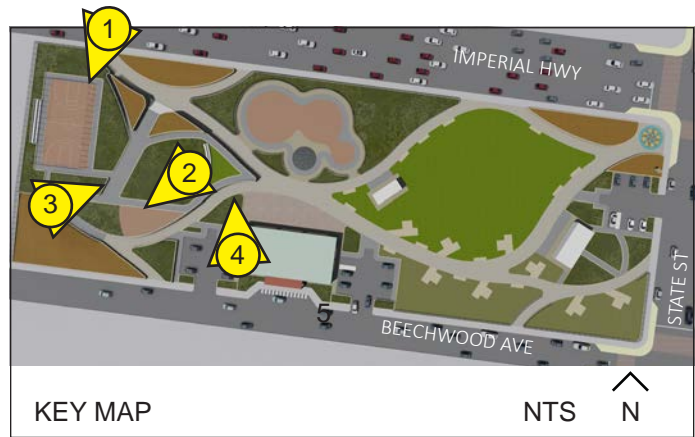 1
IMPERIAL HWY
2
3
4
5
STATE ST
BEECHWOOD AVE
KEY MAP
NTS
N